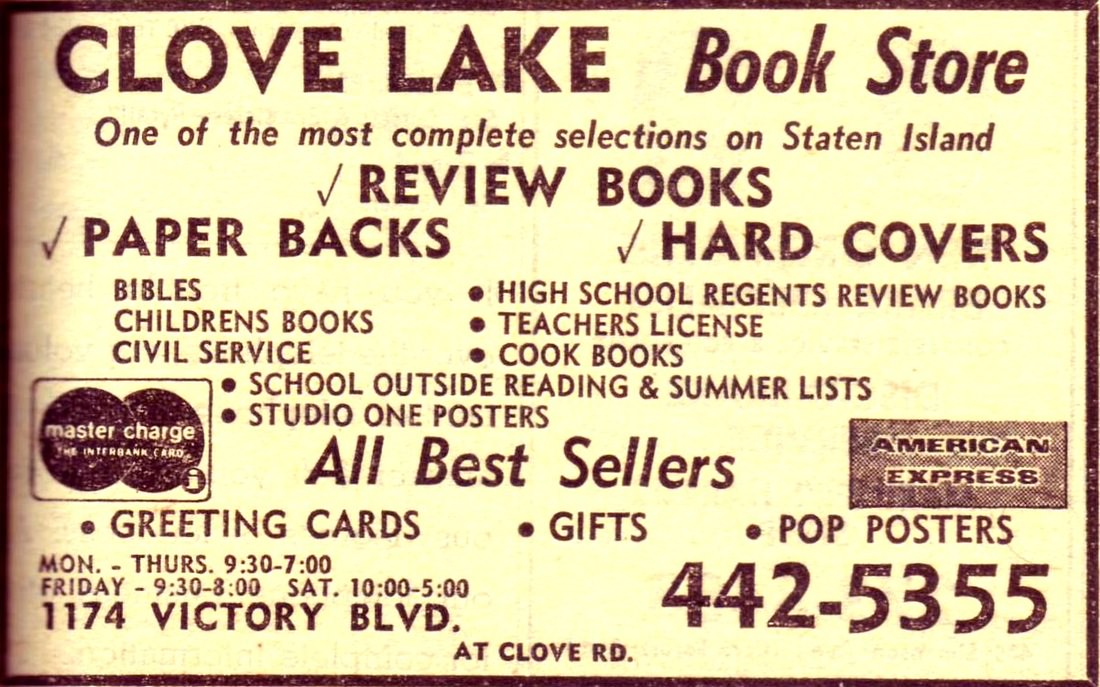 CLOVE LAKE Book Store
One of the most complete selections on Staten Island
√ REVIEW BOOKS
√ PAPER BACKS √ HARD COVERS
BIBLES
CHILDRENS BOOKS
CIVIL SERVICE
• HIGH SCHOOL REGENTS REVIEW BOOKS
• TEACHERS LICENSE
• COOK BOOKS
• SCHOOL OUTSIDE READING & SUMMER LISTS
• STUDIO ONE POSTERS
master charge
THE INTERBANK CARD
i
All Best Sellers
AMERICAN
EXPRESS
• GREETING CARDS • GIFTS • POP POSTERS
MON. - THURS. 9:30-7:00
FRIDAY - 9:30-8:00 SAT. 10:00-5:00
1174 VICTORY BLVD.
442-5355
AT CLOVE RD.